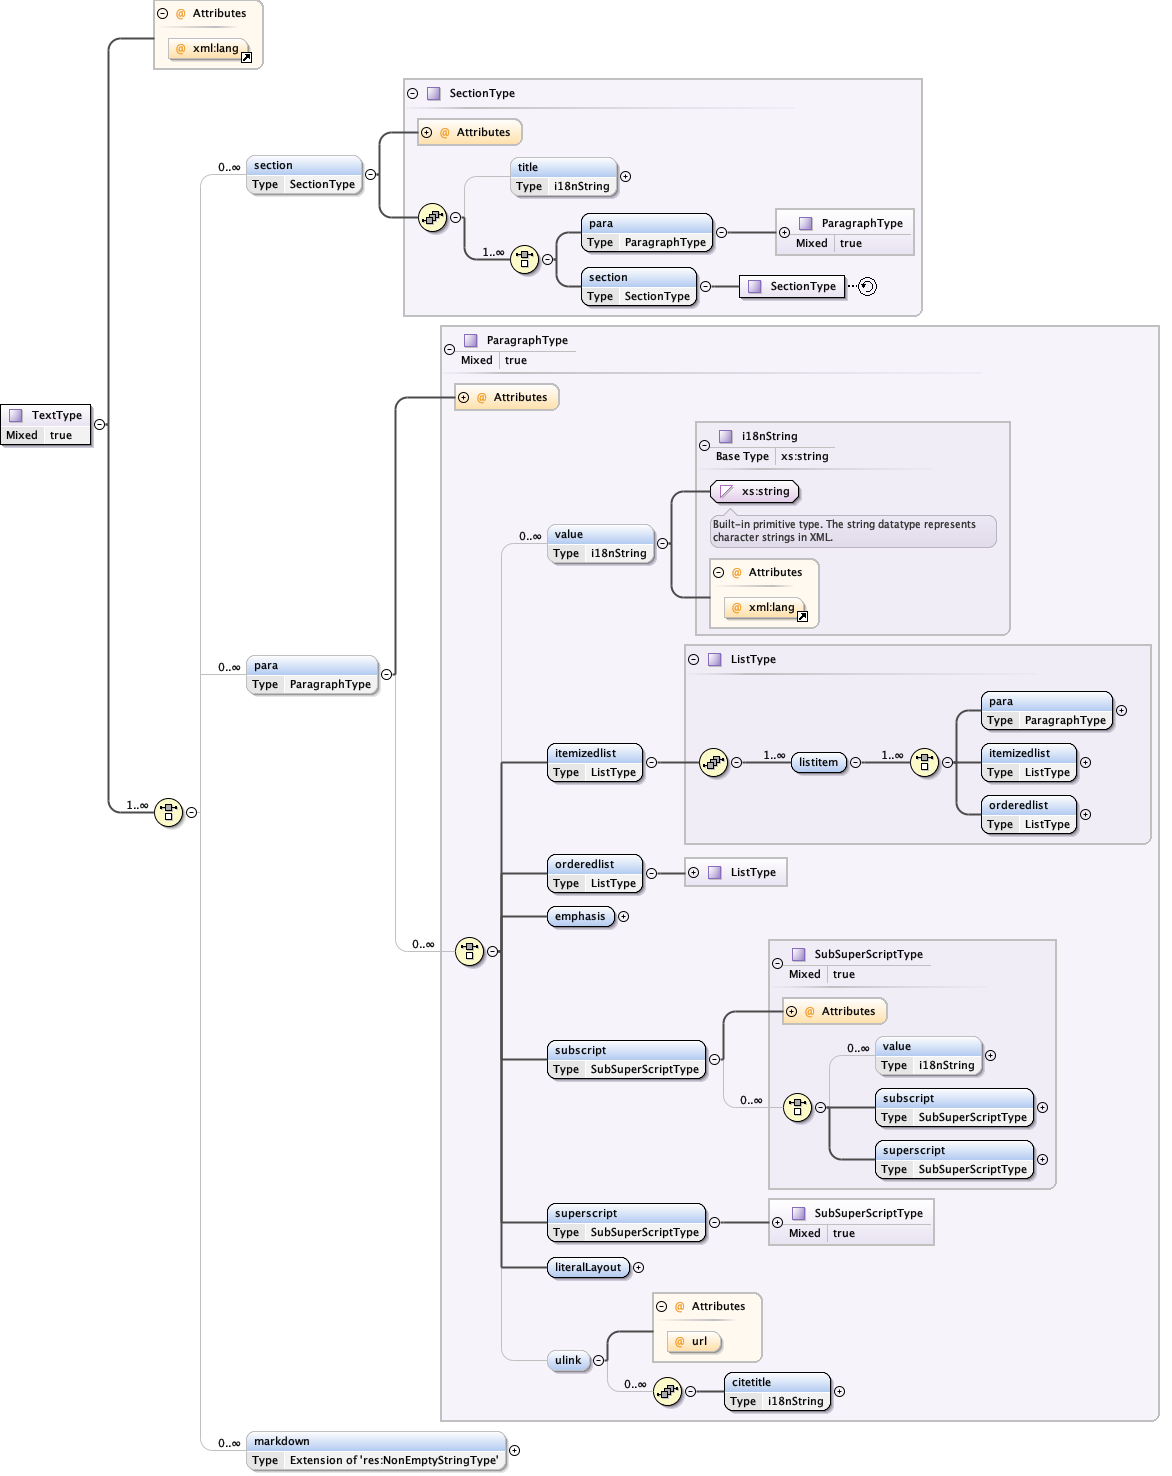 @ Attributes
@ xml:lang
SectionType
@ Attributes
0..∞
section
Type SectionType
title
Type i18nString
1..∞
para
Type ParagraphType
ParagraphType
Mixed true
section
Type SectionType
SectionType
ParagraphType
Mixed true
@ Attributes
TextType
Mixed true
i18nString
Base Type xs:string
xs:string
Built-in primitive type. The string datatype represents
character strings in XML.
0..∞
value
Type i18nString
@ Attributes
@ xml:lang
0..∞
para
Type ParagraphType
ListType
itemizedlist
Type ListType
1..∞
listitem
1..∞
para
Type ParagraphType
itemizedlist
Type ListType
orderedlist
Type ListType
1..∞
orderedlist
Type ListType
ListType
emphasis
0..∞
SubSuperScriptType
Mixed true
@ Attributes
subscript
Type SubSuperScriptType
0..∞
value
Type i18nString
0..∞
subscript
Type SubSuperScriptType
superscript
Type SubSuperScriptType
superscript
Type SubSuperScriptType
SubSuperScriptType
Mixed true
literalLayout
@ Attributes
@ url
ulink
0..∞
citetitle
Type i18nString
0..∞
markdown
Type Extension of 'res:NonEmptyStringType'